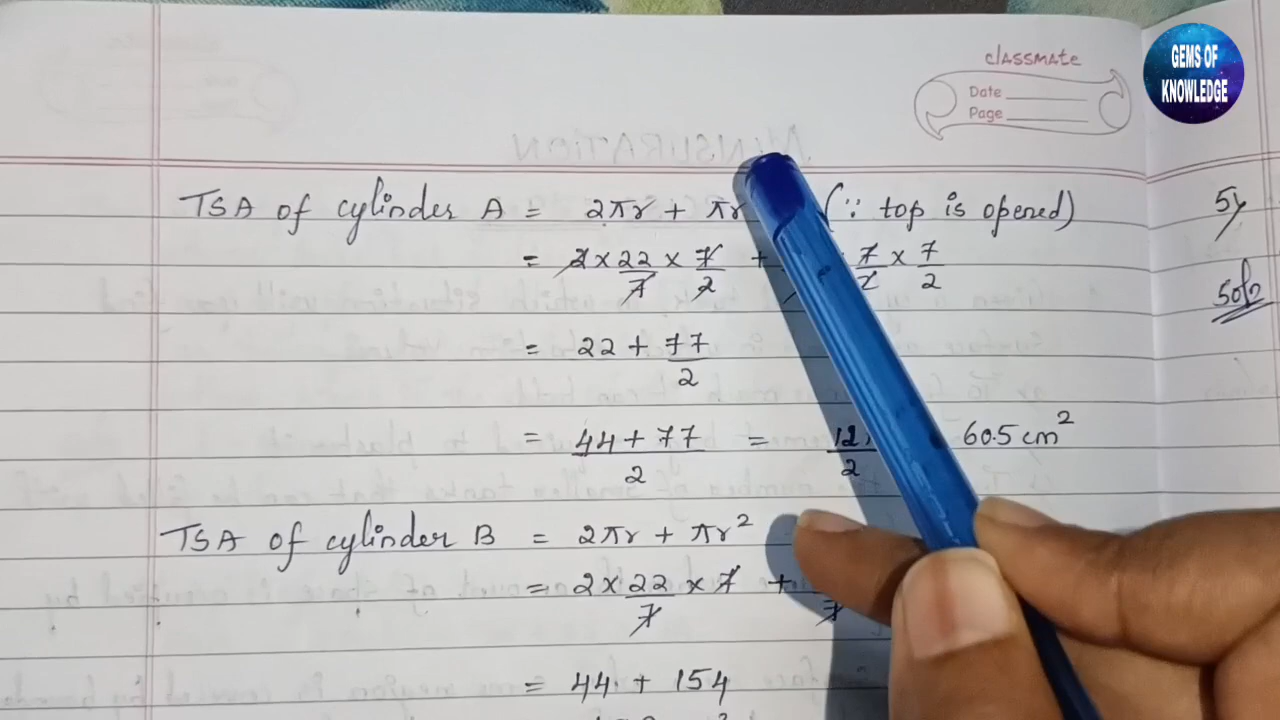 GEMS OF
KNOWLEDGE
classmate
Date
Page
TSA of cylinder A = 2πr + πr (∵ top is opened)
= 2 × 22/7 × 7/2 + 7/2 × 7/2
= 22 + 77/2
= 44 + 77/2 = /2 60.5 cm²
TSA of cylinder B = 2πr + πr²
= 2 × 22/7 × 7 +
= 44 + 154
5y
Soln